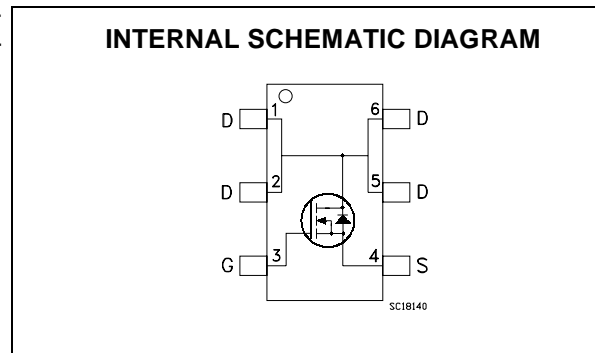 INTERNAL SCHEMATIC DIAGRAM
D 1 6 D
D 2 5 D
G 3 4 S
SC18140